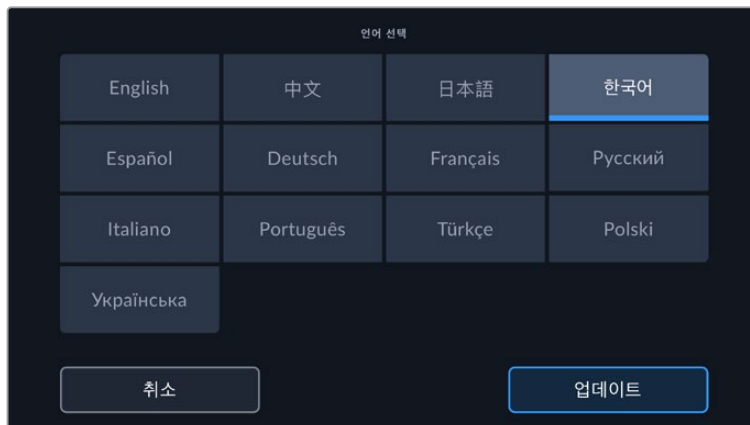 언어 선택
English 中文 日本語 한국어
Español Deutsch Français Русский
Italiano Português Türkçe Polski
Українська
취소 업데이트